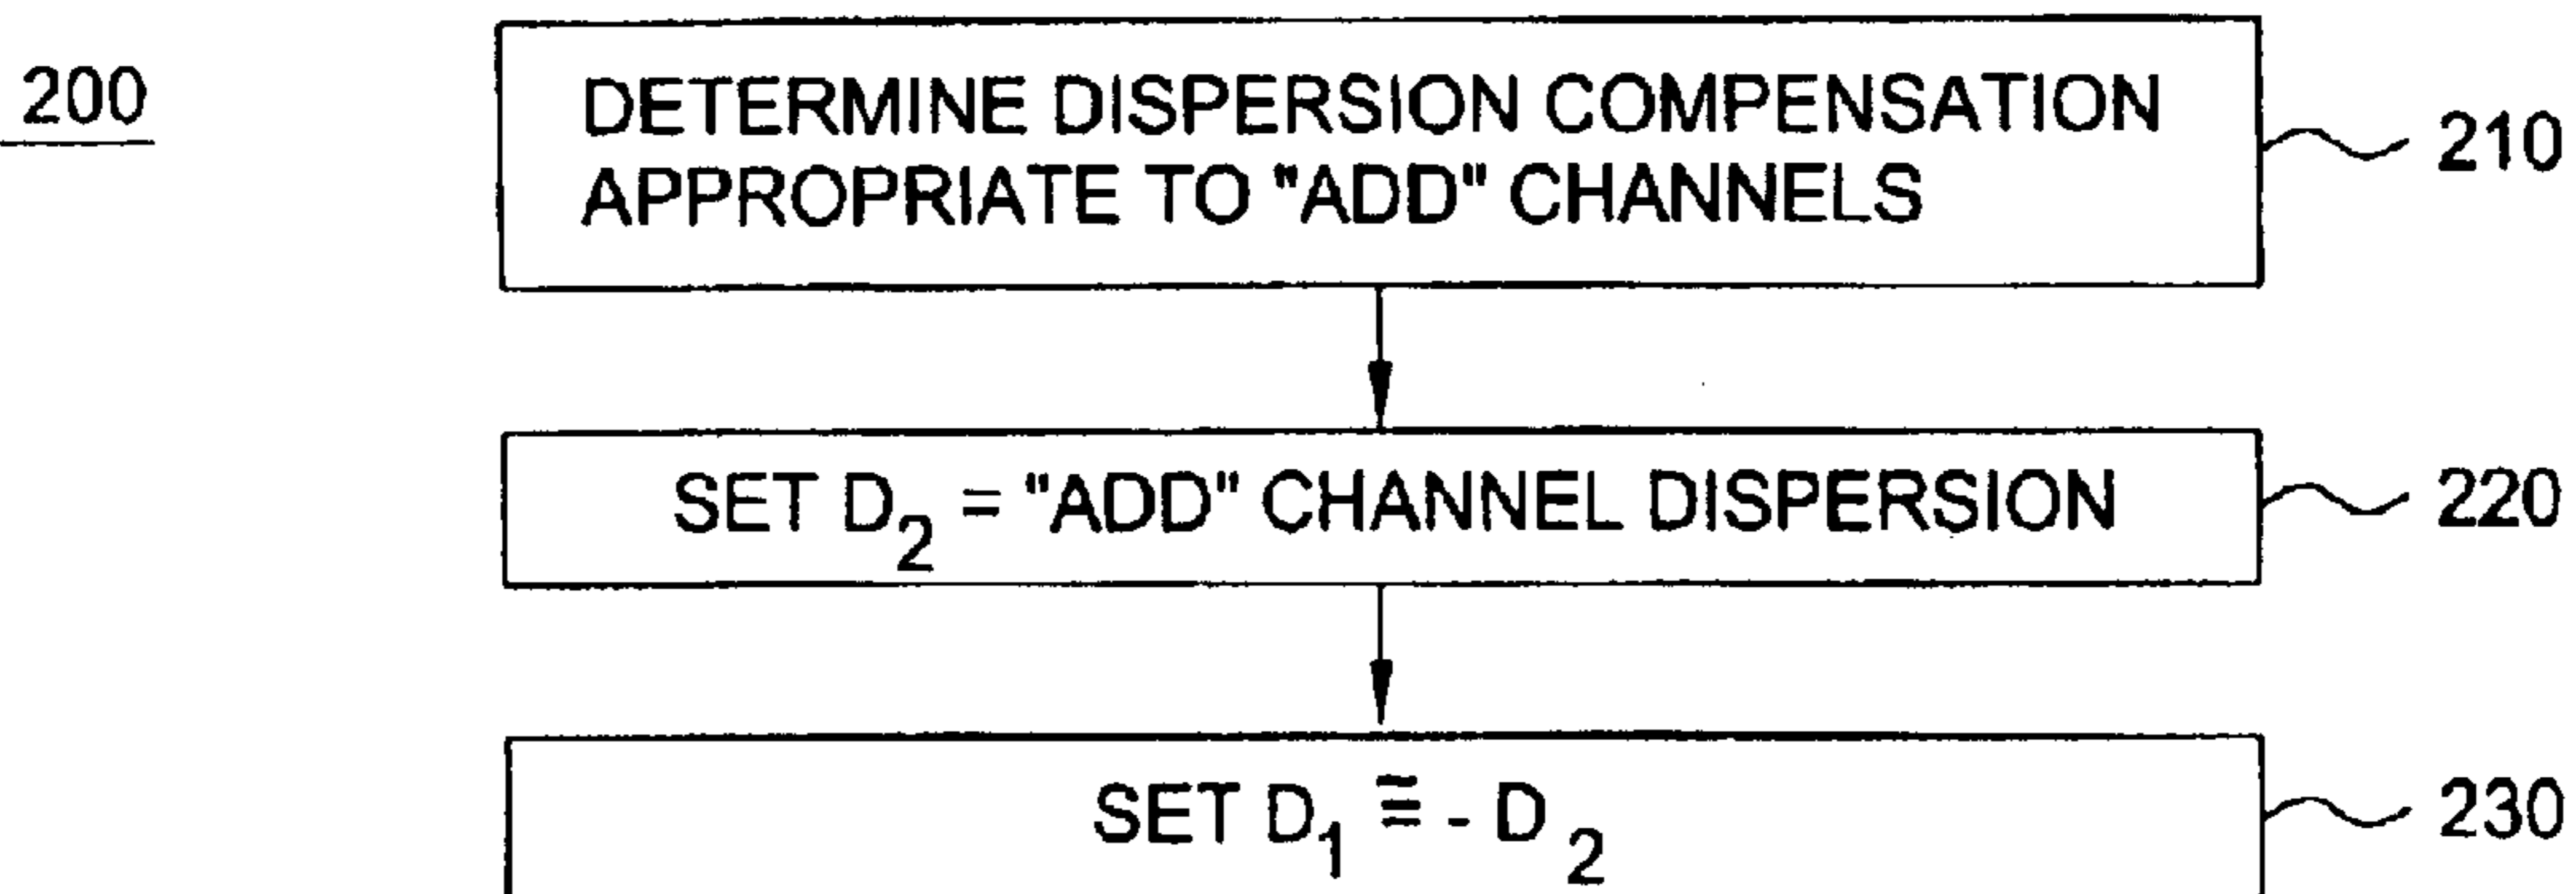 200
DETERMINE DISPERSION COMPENSATION
APPROPRIATE TO "ADD" CHANNELS
210
SET D₂ = "ADD" CHANNEL DISPERSION
220
SET D₁ ≅ - D₂
230